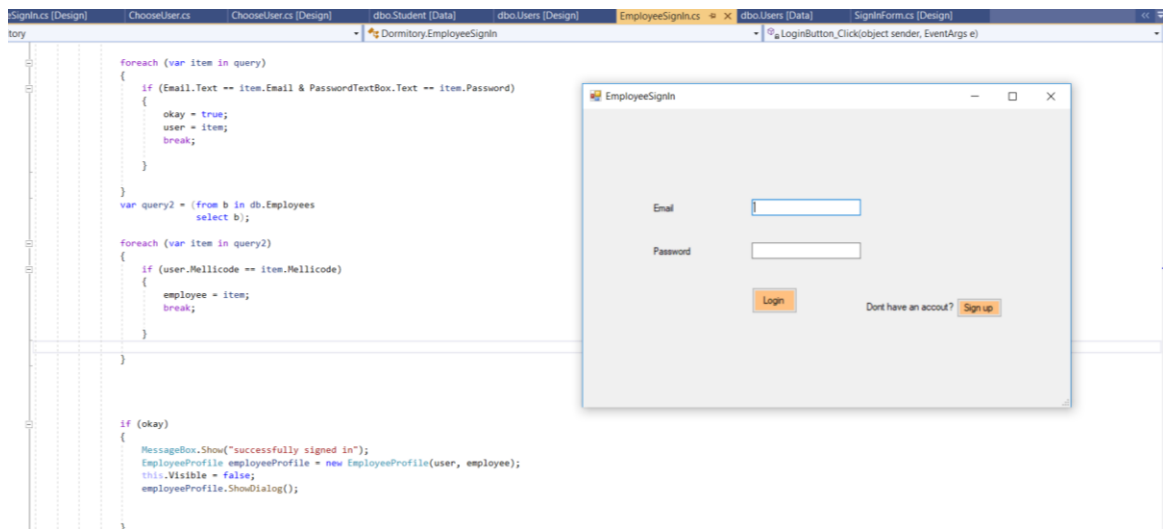 eSignIn.cs [Design] ChooseUser.cs ChooseUser.cs [Design] dbo.Student [Data] dbo.Users [Design] EmployeeSignIn.cs dbo.Users [Data] SignInForm.cs [Design]
tory Dormitory.EmployeeSignIn LoginButton_Click(object sender, EventArgs e)
foreach (var item in query)
{
if (Email.Text == item.Email & PasswordTextBox.Text == item.Password)
{
okay = true;
user = item;
break;
}
}
var query2 = (from b in db.Employees
select b);
foreach (var item in query2)
{
if (user.Mellicode == item.Mellicode)
{
employee = item;
break;
}
}
if (okay)
{
MessageBox.Show("successfully signed in");
EmployeeProfile employeeProfile = new EmployeeProfile(user, employee);
this.Visible = false;
employeeProfile.ShowDialog();
}
EmployeeSignIn
Email
Password
Login
Dont have an accout? Sign up